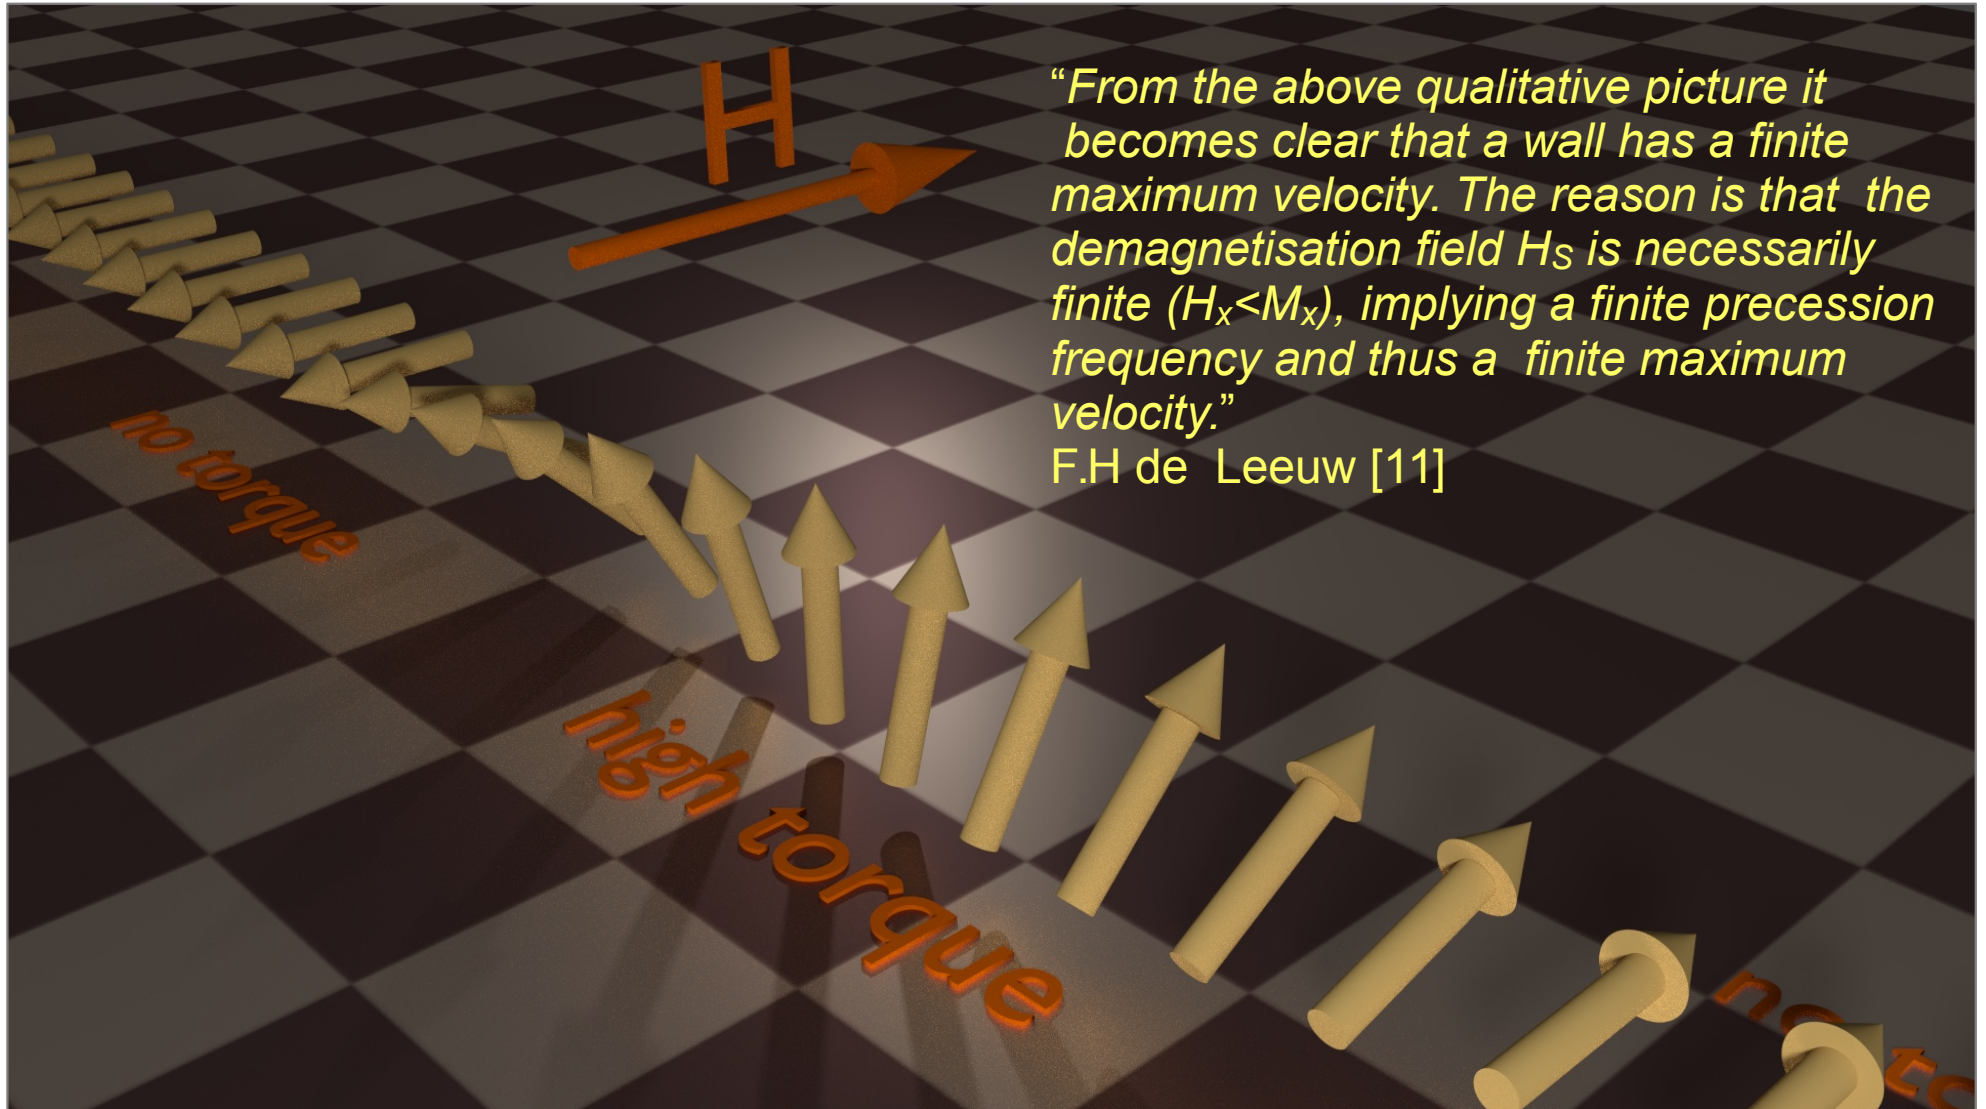 H
“From the above qualitative picture it
becomes clear that a wall has a finite
maximum velocity. The reason is that the
demagnetisation field HS is necessarily
finite (Hx<Mx), implying a finite precession
frequency and thus a finite maximum
velocity.”
F.H de Leeuw [11]
no torque
high torque
no to